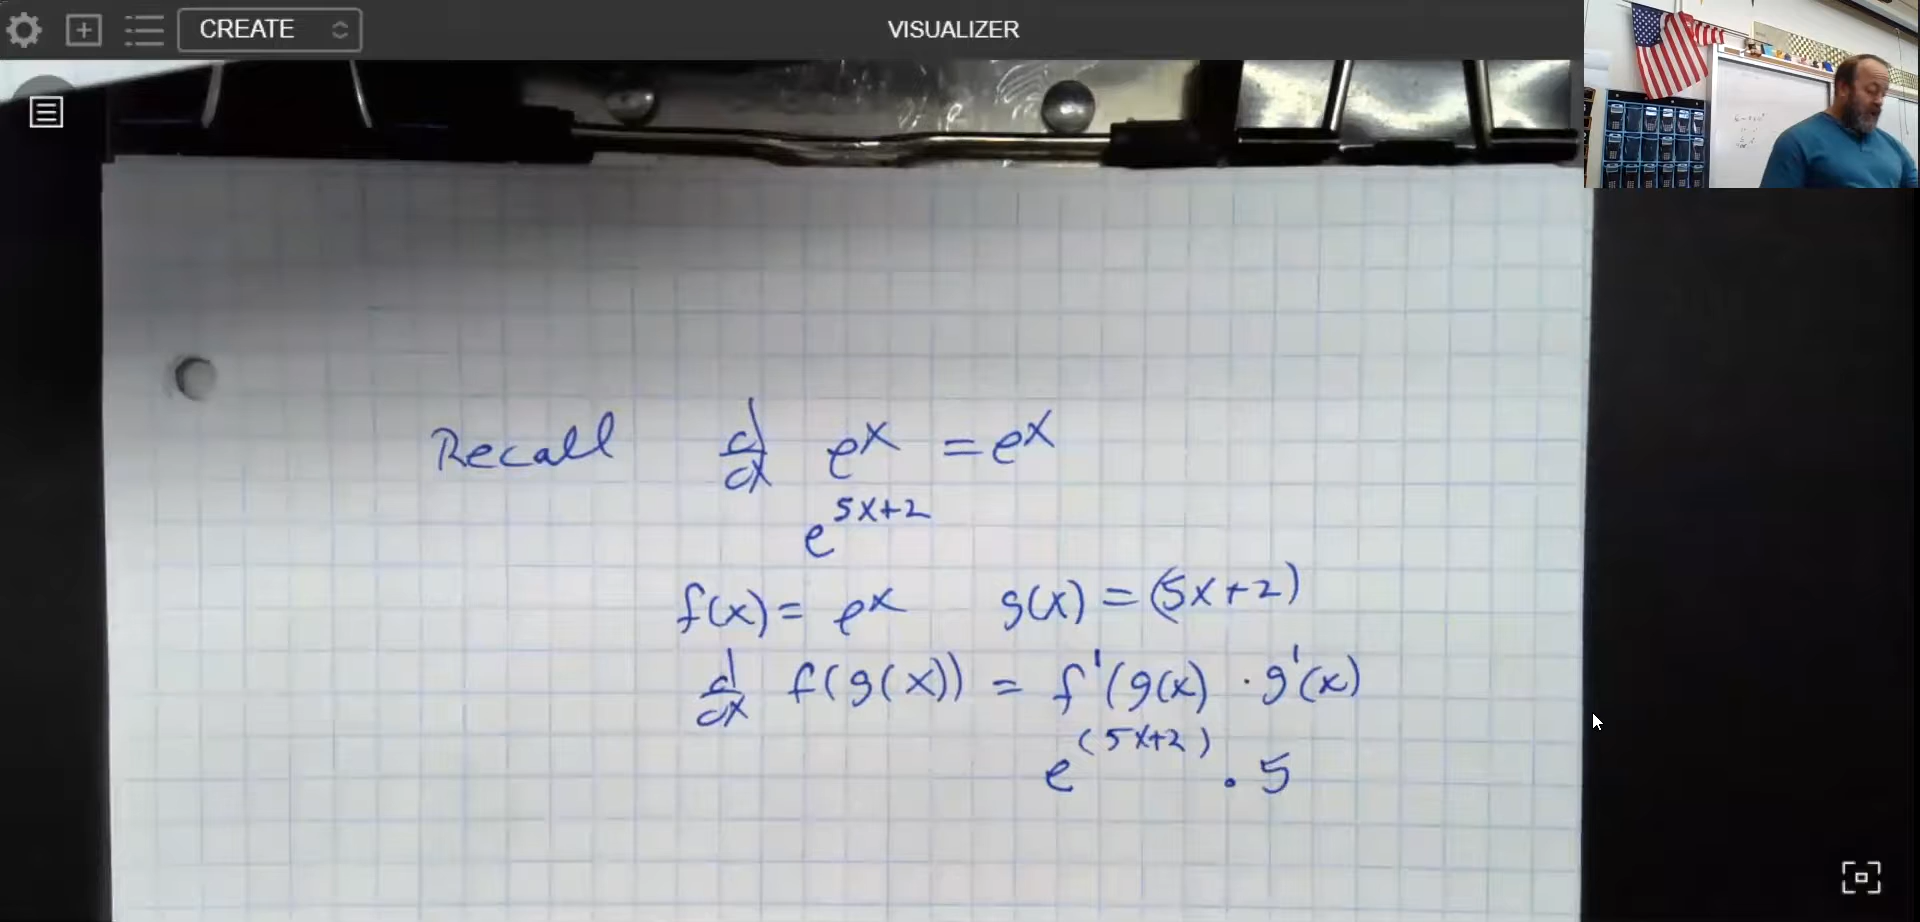 CREATE
VISUALIZER
Recall d/dx e^x = e^x
e^5x+2
f(x) = e^x g(x) = (5x+2)
d/dx f(g(x)) = f'(g(x) · g'(x)
e^(5x+2) · 5